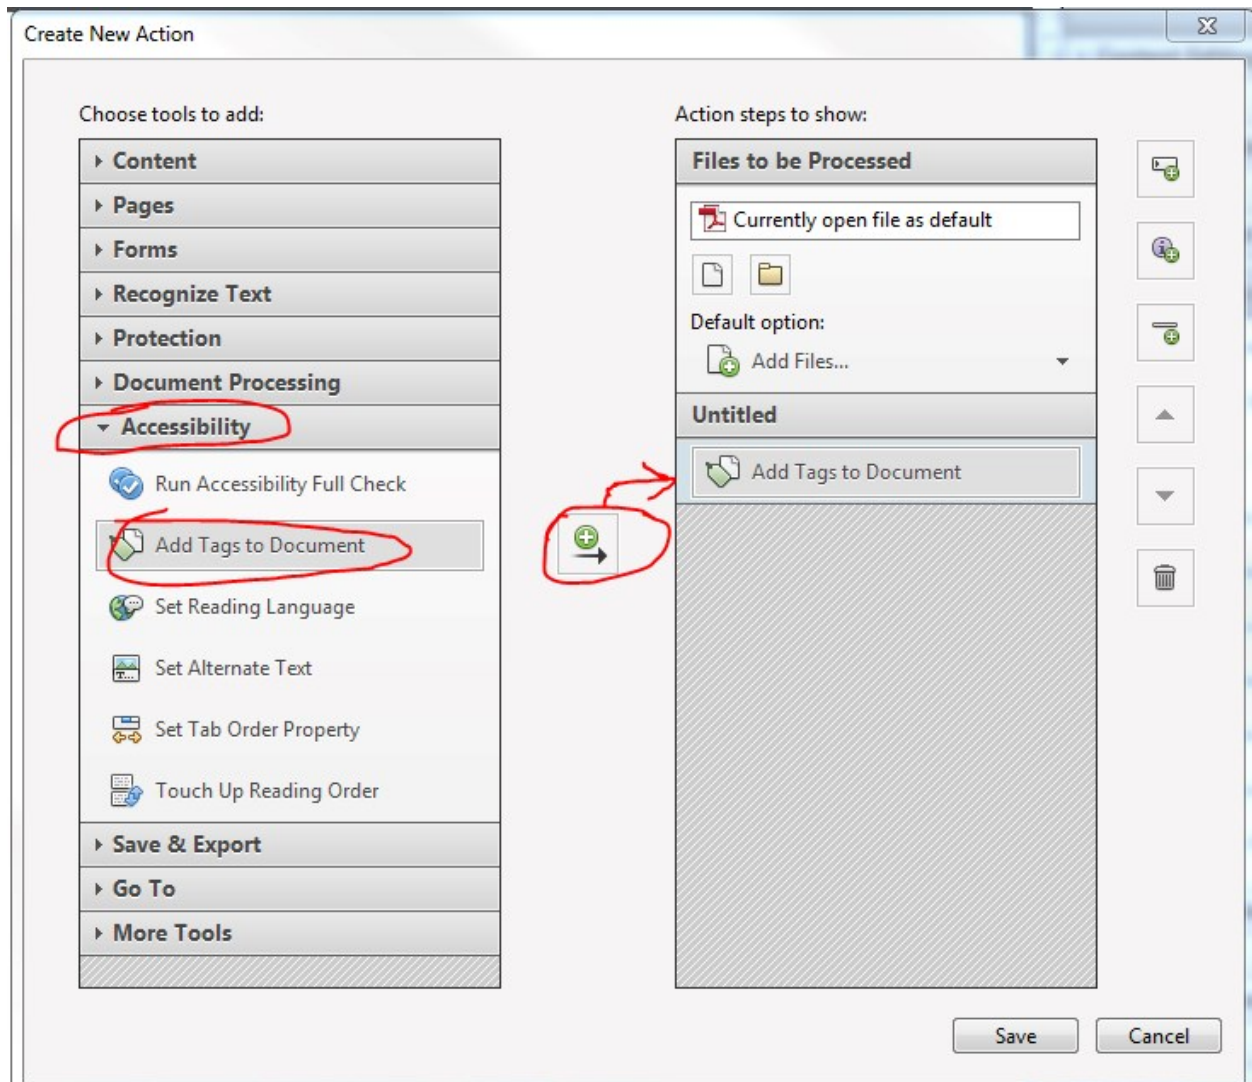 Create New Action
Choose tools to add:
Content
Pages
Forms
Recognize Text
Protection
Document Processing
Accessibility
Run Accessibility Full Check
Add Tags to Document
Set Reading Language
Set Alternate Text
Set Tab Order Property
Touch Up Reading Order
Save & Export
Go To
More Tools
Action steps to show:
Files to be Processed
Currently open file as default
Default option:
Add Files...
Untitled
Add Tags to Document
Save
Cancel